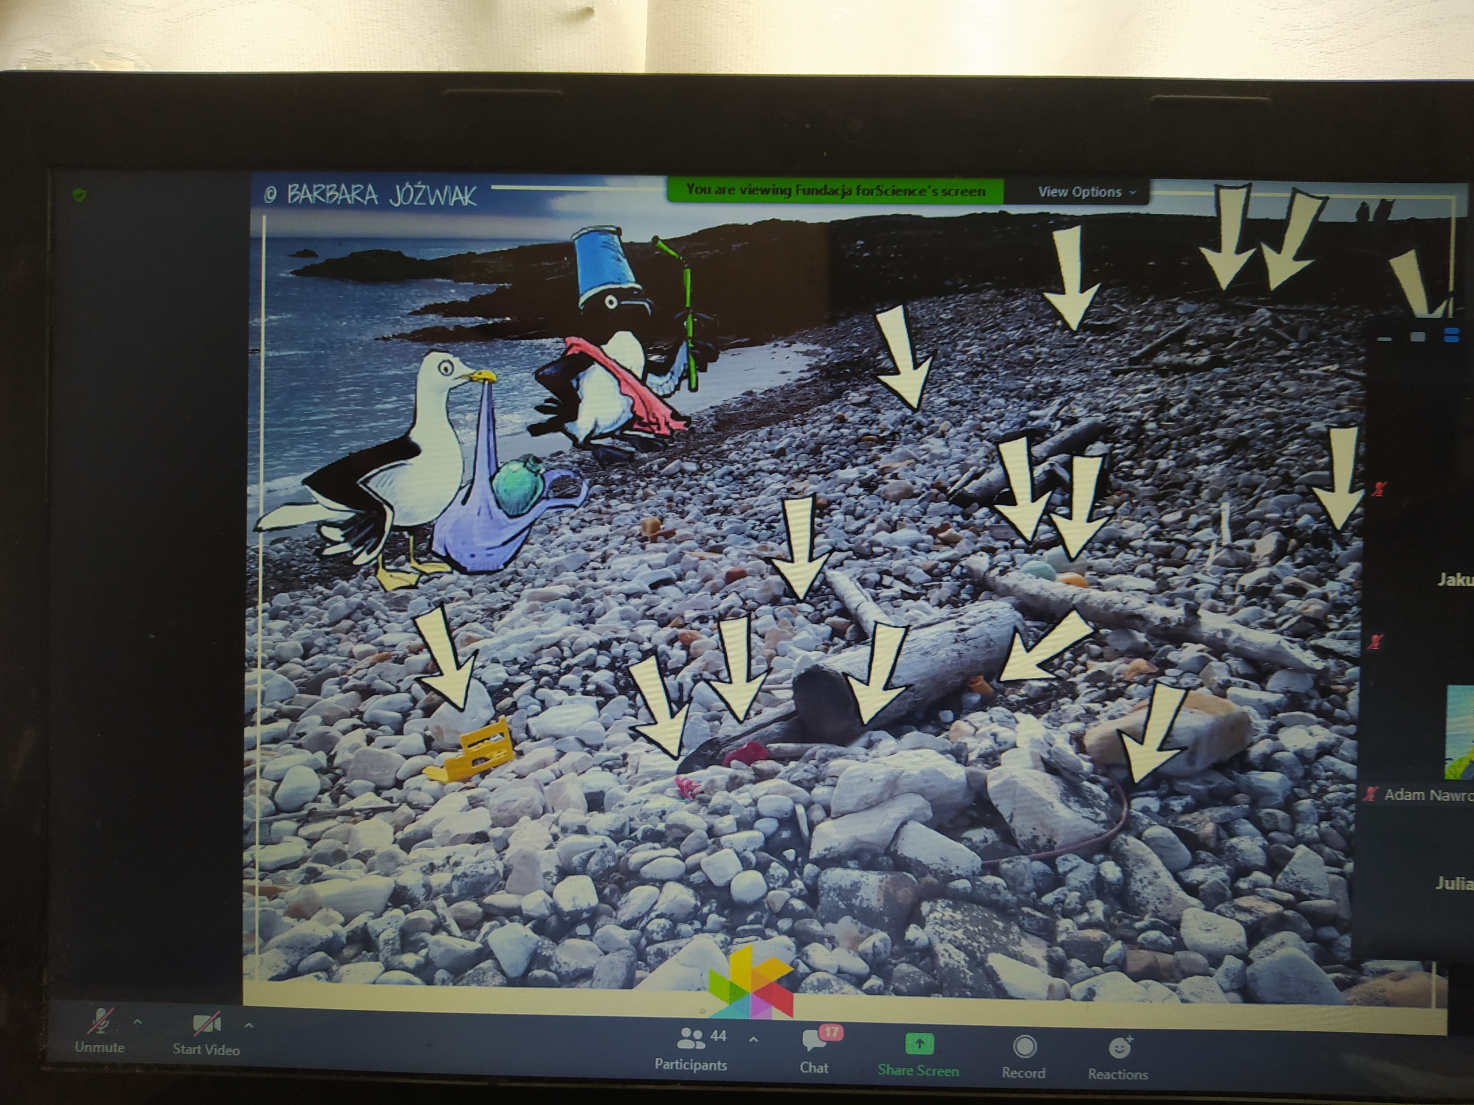 © BARBARA JÓŹWIAK
You are viewing Fundacja forScience's screen
View Options
Jaku
Adam Nawro
Julia
Unmute
Start Video
44
Participants
17
Chat
Share Screen
Record
Reactions